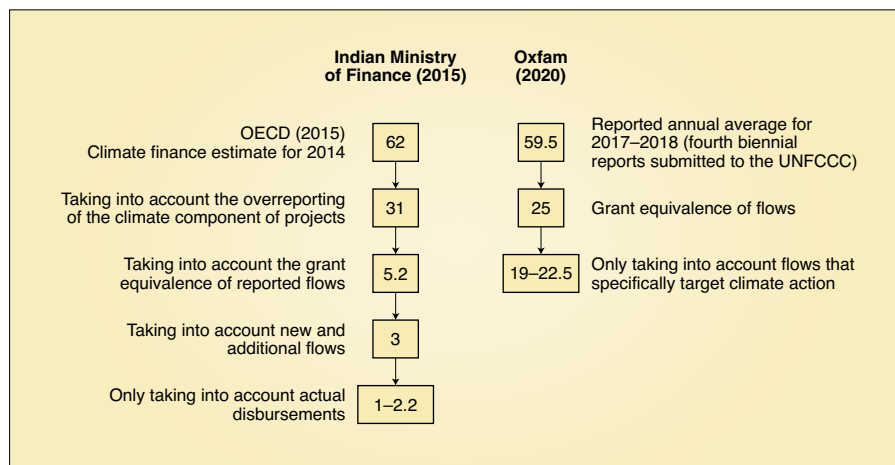 Indian Ministry
of Finance (2015)
Oxfam
(2020)
OECD (2015)
Climate finance estimate for 2014
62
59.5
Reported annual average for
2017–2018 (fourth biennial
reports submitted to the UNFCCC)
Taking into account the overreporting
of the climate component of projects
31
25
Grant equivalence of flows
Taking into account the grant
equivalence of reported flows
5.2
19–22.5
Only taking into account flows that
specifically target climate action
Taking into account new and
additional flows
3
Only taking into account actual
disbursements
1–2.2